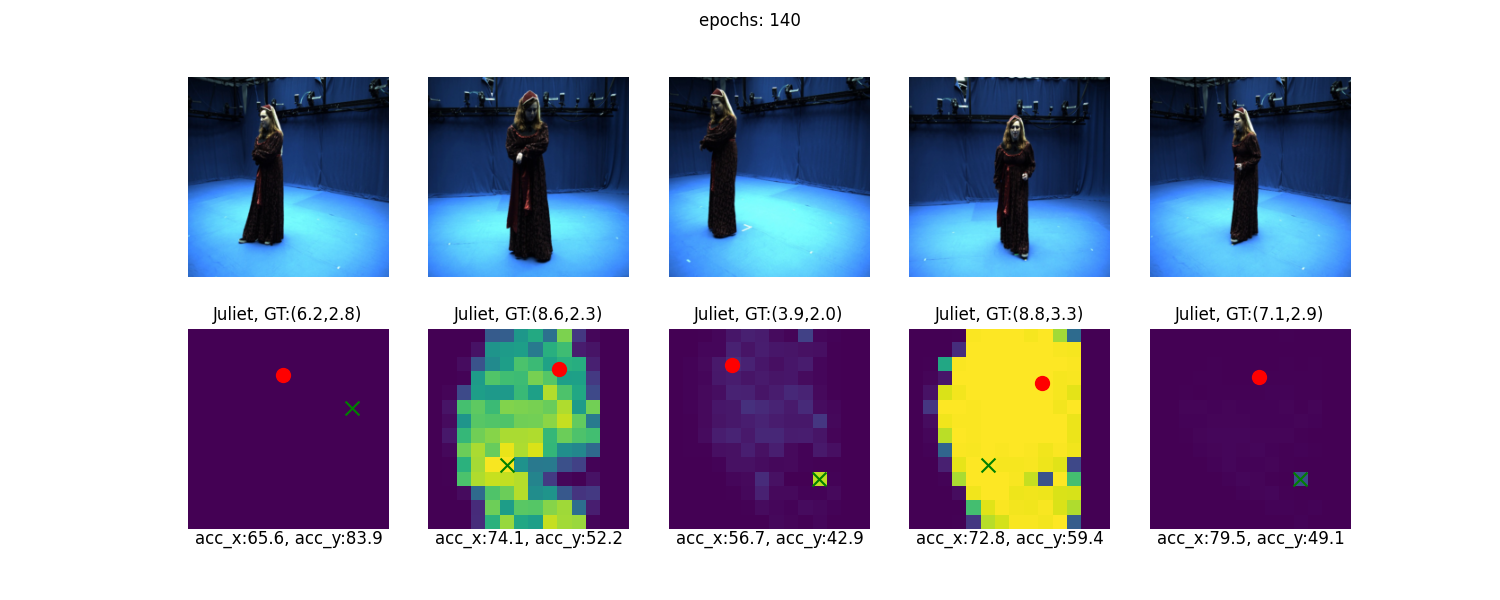 epochs: 140
Juliet, GT:(6.2,2.8)
Juliet, GT:(8.6,2.3)
Juliet, GT:(3.9,2.0)
Juliet, GT:(8.8,3.3)
Juliet, GT:(7.1,2.9)
acc_x:65.6, acc_y:83.9
acc_x:74.1, acc_y:52.2
acc_x:56.7, acc_y:42.9
acc_x:72.8, acc_y:59.4
acc_x:79.5, acc_y:49.1